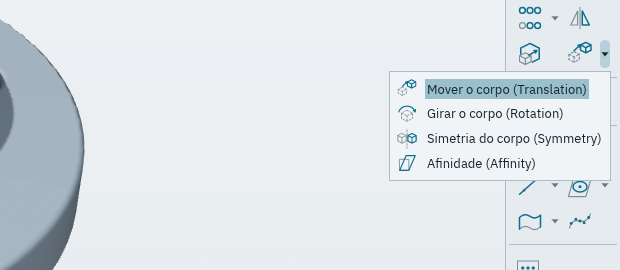 Mover o corpo (Translation)
Girar o corpo (Rotation)
Simetria do corpo (Symmetry)
Afinidade (Affinity)